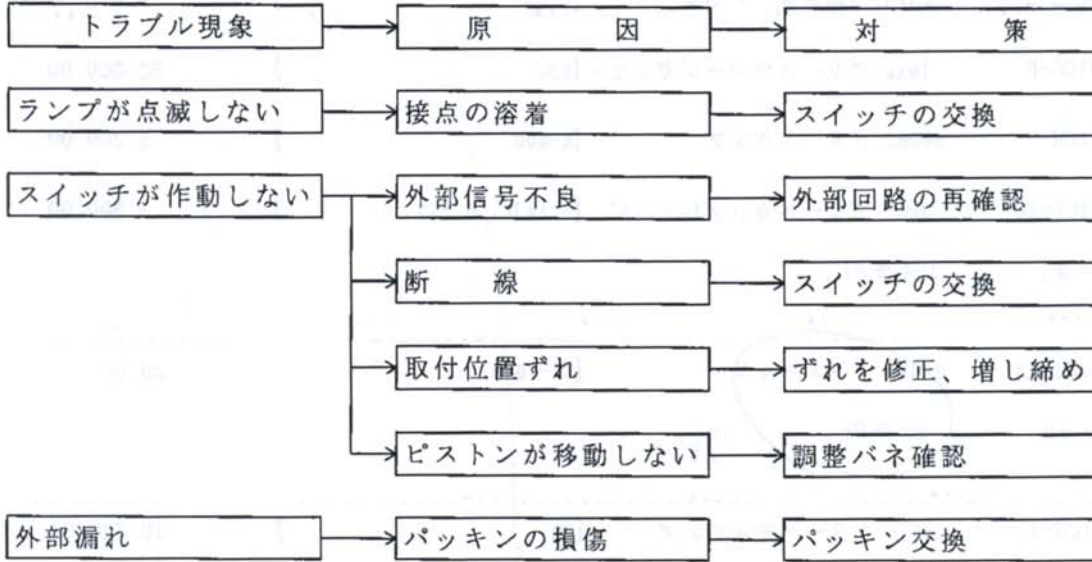 トラブル現象 原因 対策
ランプが点滅しない 接点の溶着 スイッチの交換
スイッチが作動しない 外部信号不良 外部回路の再確認
断線 スイッチの交換
取付位置ずれ ずれを修正、増し締め
ピストンが移動しない 調整バネ確認
外部漏れ パッキンの損傷 パッキン交換